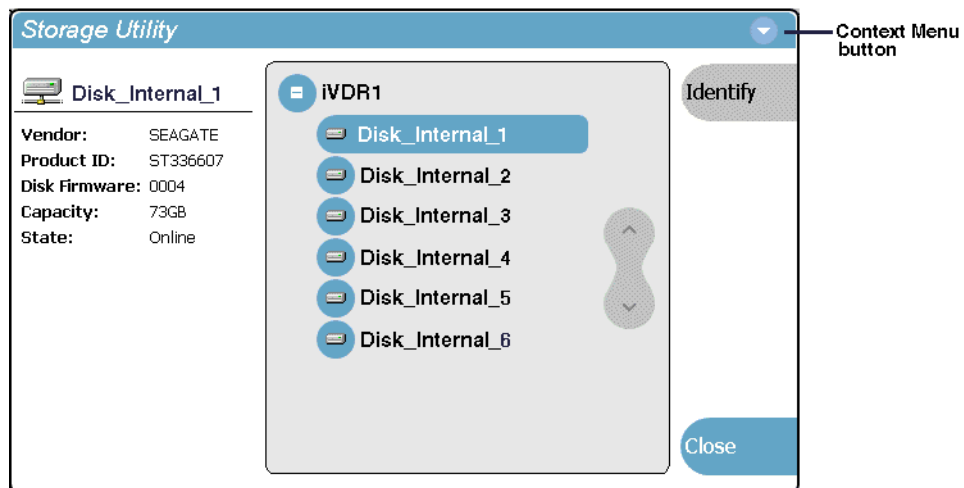 Storage Utility
Context Menu
button
Disk_Internal_1
Vendor: SEAGATE
Product ID: ST336607
Disk Firmware: 0004
Capacity: 73GB
State: Online
iVDR1
Disk_Internal_1
Disk_Internal_2
Disk_Internal_3
Disk_Internal_4
Disk_Internal_5
Disk_Internal_6
Identify
Close